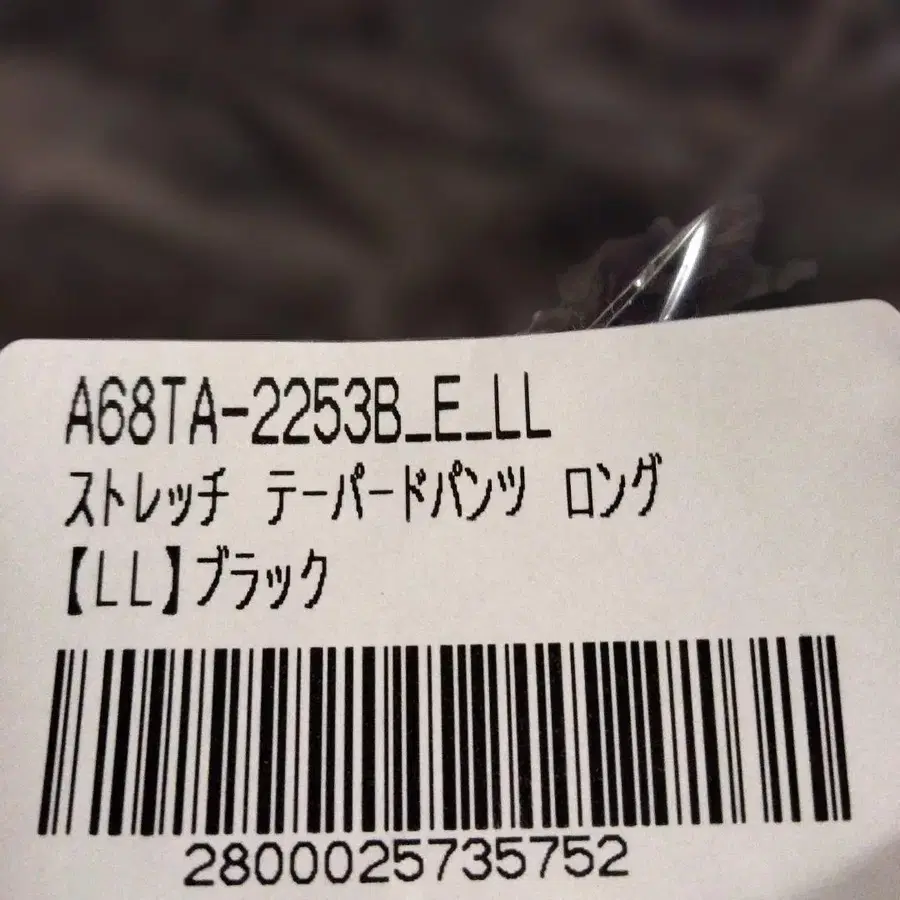 A68TA-2253B_E_LL
ストレッチ テーパードパンツ ロング
【LL】ブラック
2800025735752